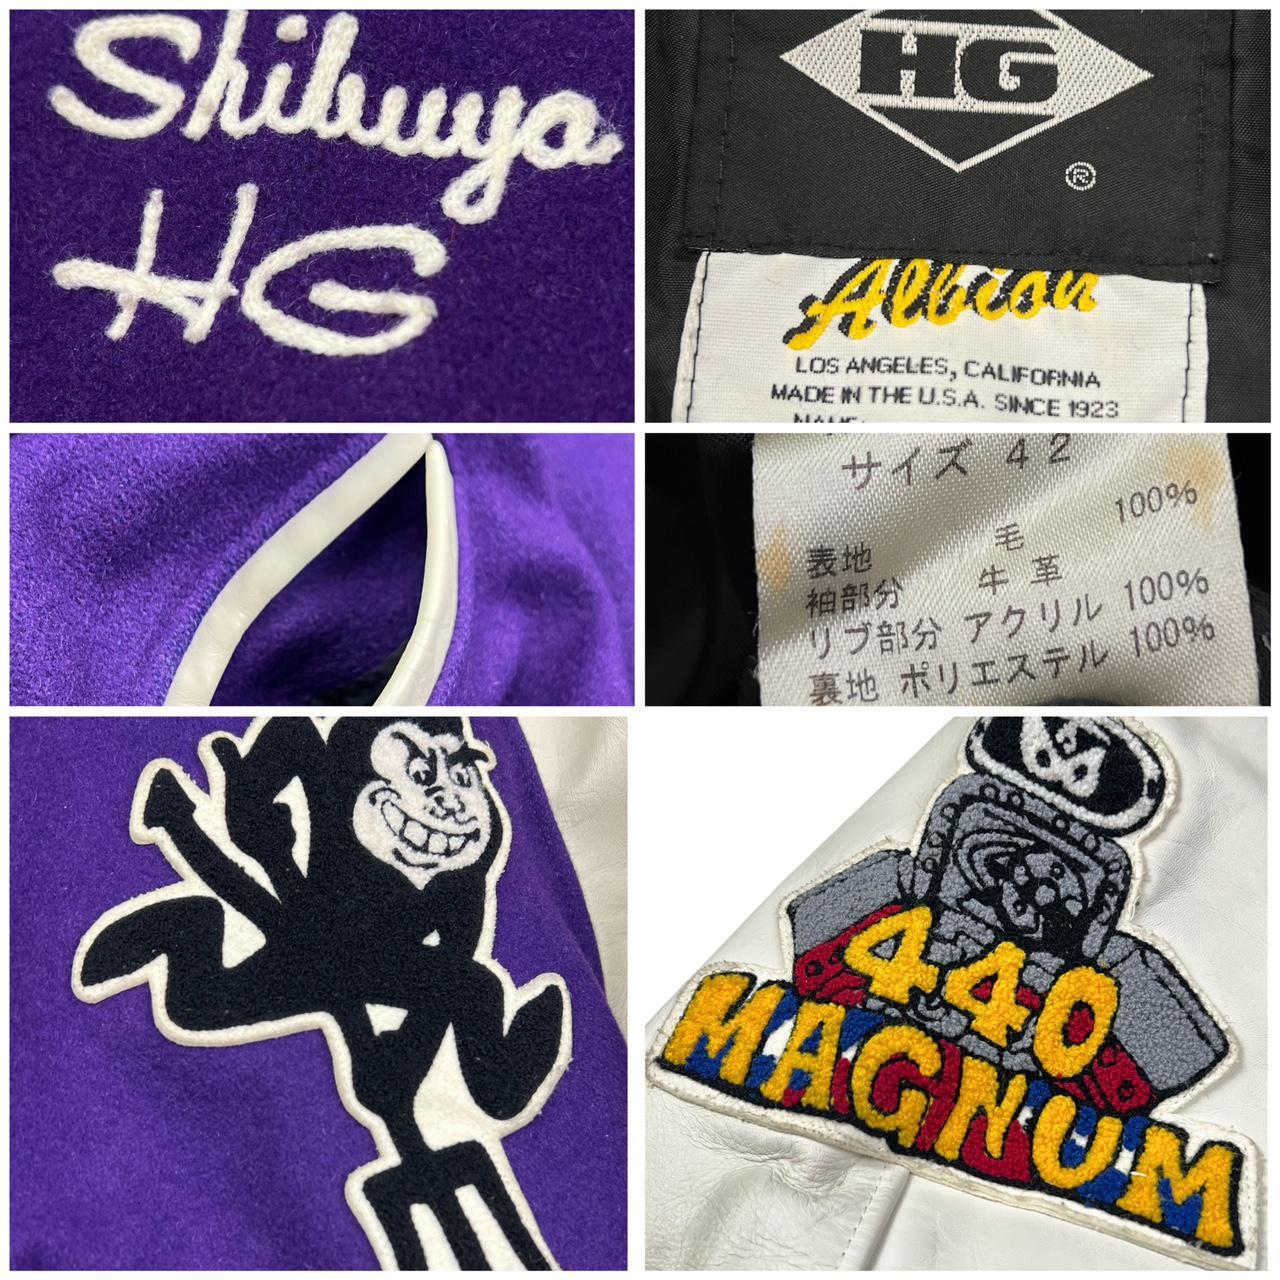 Shibuya
HG
HG
®
Albion
LOS ANGELES, CALIFORNIA
MADE IN THE U.S.A. SINCE 1923
NAME:
サイズ 42
表地 毛 100%
袖部分 牛革
リブ部分 アクリル 100%
裏地 ポリエステル 100%
440
MAGNUM